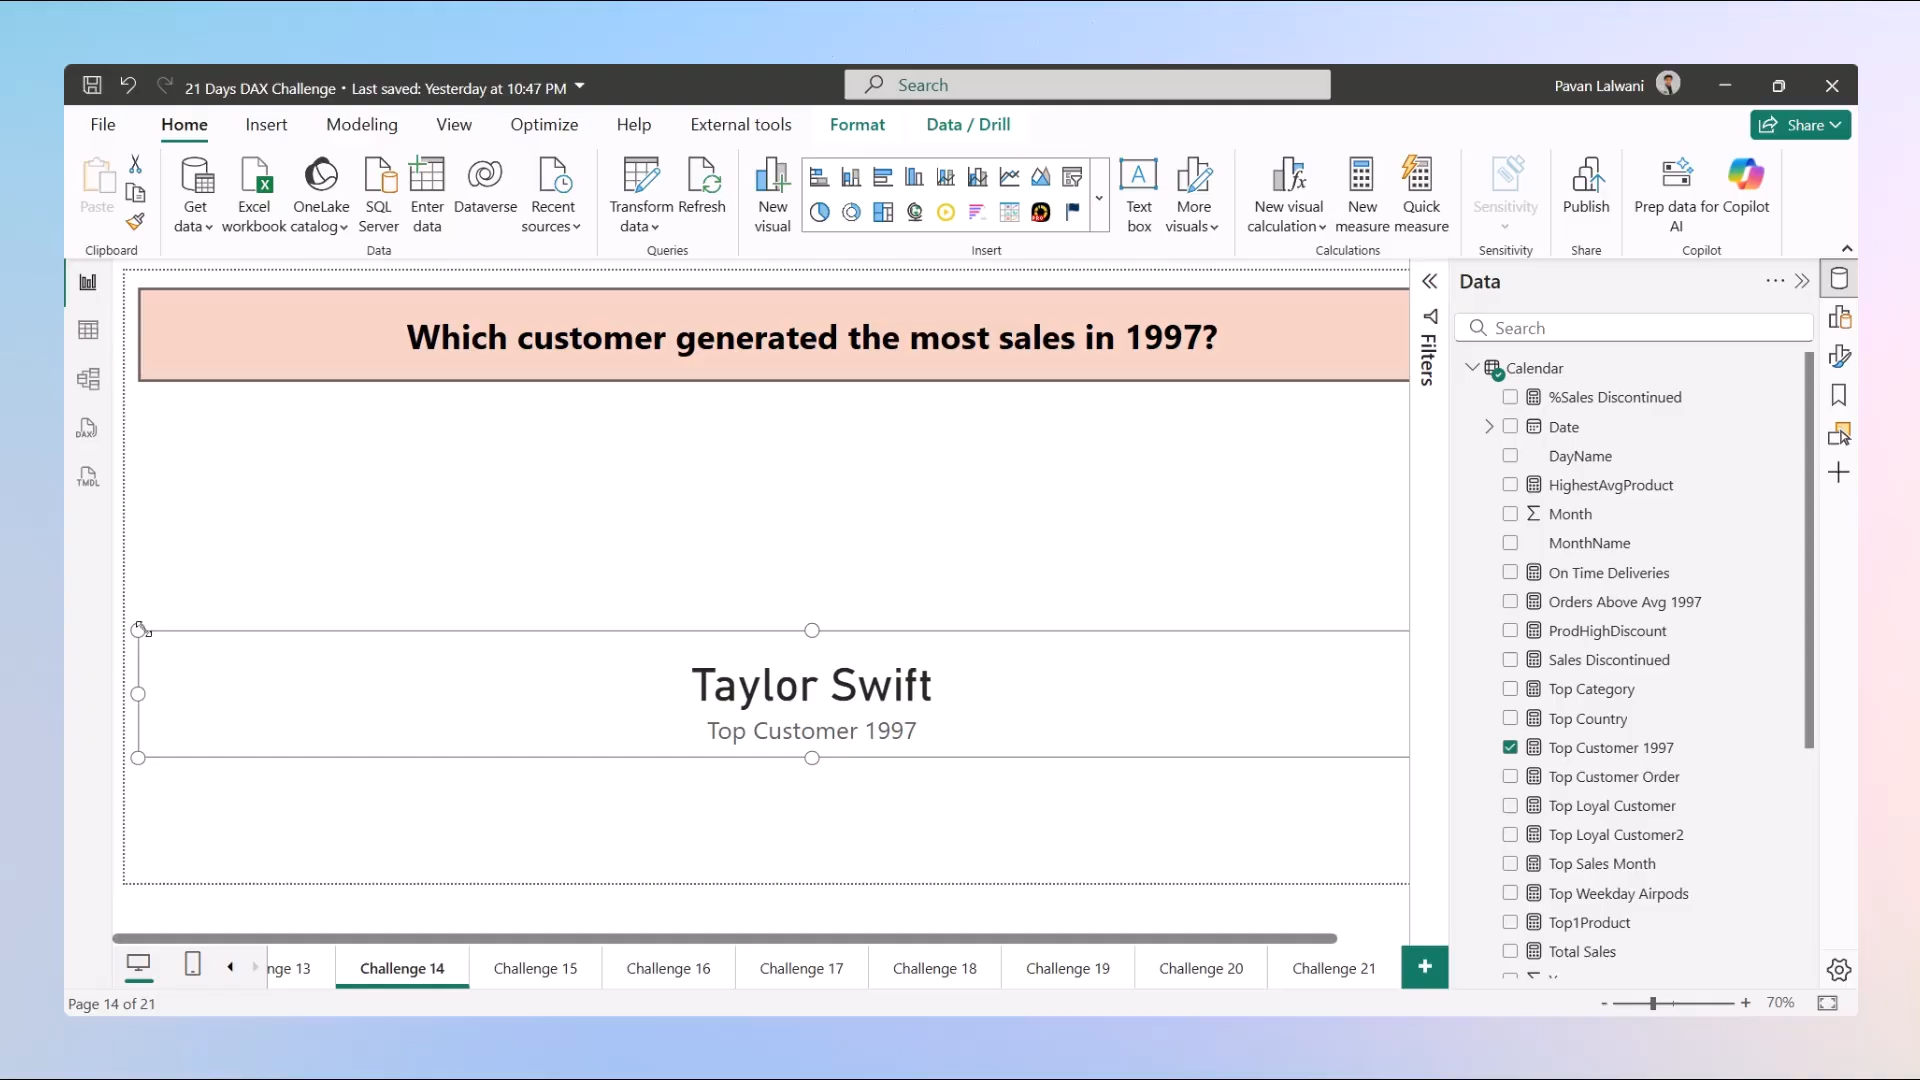 21 Days DAX Challenge • Last saved: Yesterday at 10:47 PM
Search
Pavan Lalwani
File
Home
Insert
Modeling
View
Optimize
Help
External tools
Format
Data / Drill
Share
Paste
Get data
Excel workbook
OneLake catalog
SQL Server
Enter data
Dataverse
Recent sources
Transform data
Refresh
New visual
Text box
More visuals
New visual calculation
New measure
Quick measure
Sensitivity
Publish
Prep data for AI
Copilot
Clipboard
Data
Queries
Insert
Calculations
Sensitivity
Share
Copilot
DAX
TMDL
Which customer generated the most sales in 1997?
Taylor Swift
Top Customer 1997
Filters
Data
Search
Calendar
%Sales Discontinued
Date
DayName
HighestAvgProduct
Month
MonthName
On Time Deliveries
Orders Above Avg 1997
ProdHighDiscount
Sales Discontinued
Top Category
Top Country
Top Customer 1997
Top Customer Order
Top Loyal Customer
Top Loyal Customer2
Top Sales Month
Top Weekday Airpods
Top1Product
Total Sales
nge 13
Challenge 14
Challenge 15
Challenge 16
Challenge 17
Challenge 18
Challenge 19
Challenge 20
Challenge 21
Page 14 of 21
- + 70%